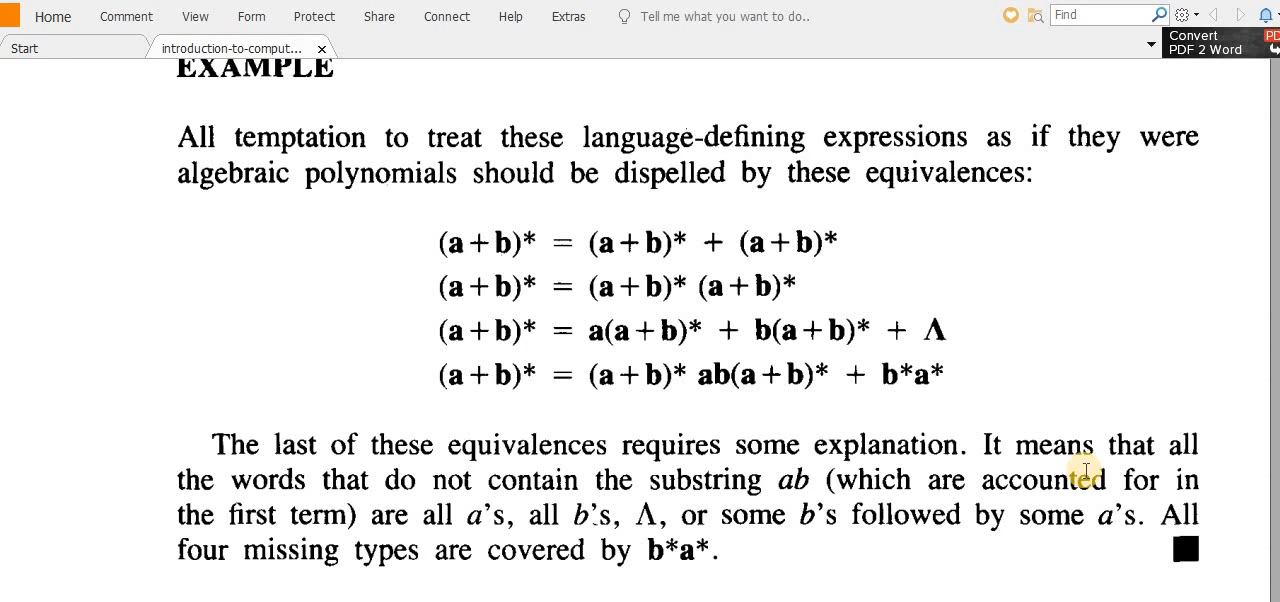 Home Comment View Form Protect Share Connect Help Extras Tell me what you want to do.. Find
Start introduction-to-comput... x
Convert
PDF 2 Word
EXAMPLE
All temptation to treat these language-defining expressions as if they were
algebraic polynomials should be dispelled by these equivalences:
(a+b)* = (a+b)* + (a+b)*
(a+b)* = (a+b)* (a+b)*
(a+b)* = a(a+b)* + b(a+b)* + Λ
(a+b)* = (a+b)* ab(a+b)* + b*a*
The last of these equivalences requires some explanation. It means that all
the words that do not contain the substring ab (which are accounted for in
the first term) are all a's, all b's, Λ, or some b's followed by some a's. All
four missing types are covered by b*a*.